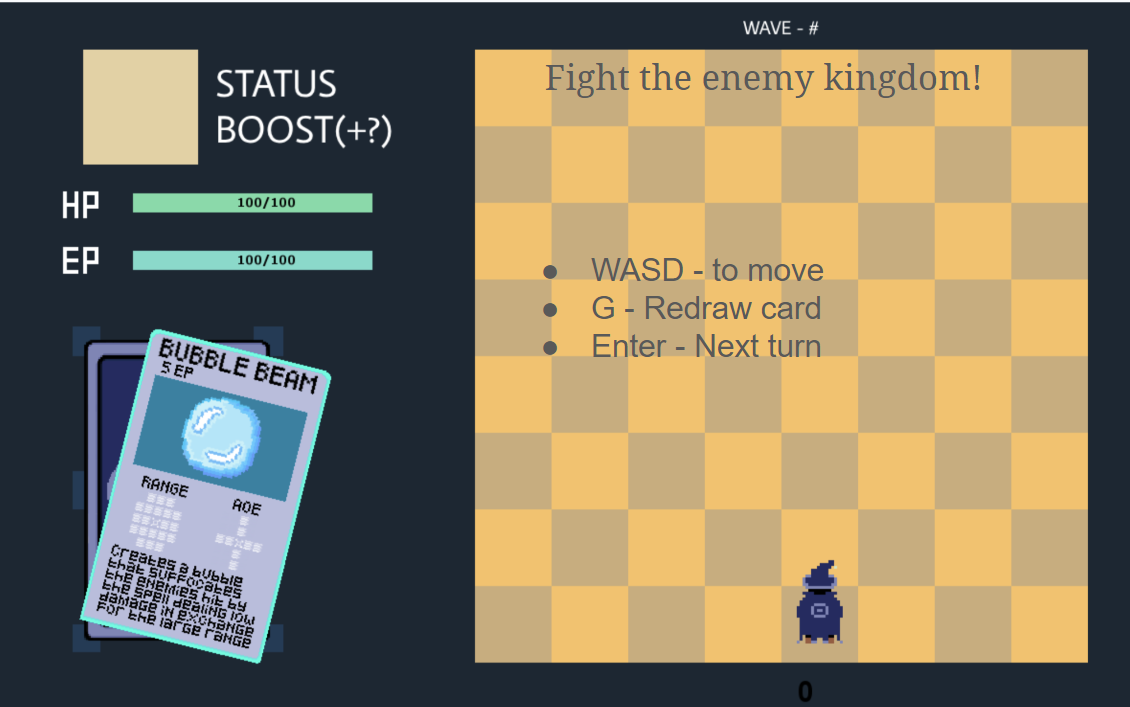 WAVE - #
STATUS
BOOST(+?)
HP
100/100
EP
100/100
BUBBLE BEAM
5 EP
RANGE
AOE
Creates a bubble
that suffocates
the enemies hit by
the spell dealing low
damage in exchange
for the large range
Fight the enemy kingdom!
● WASD - to move
● G - Redraw card
● Enter - Next turn
0